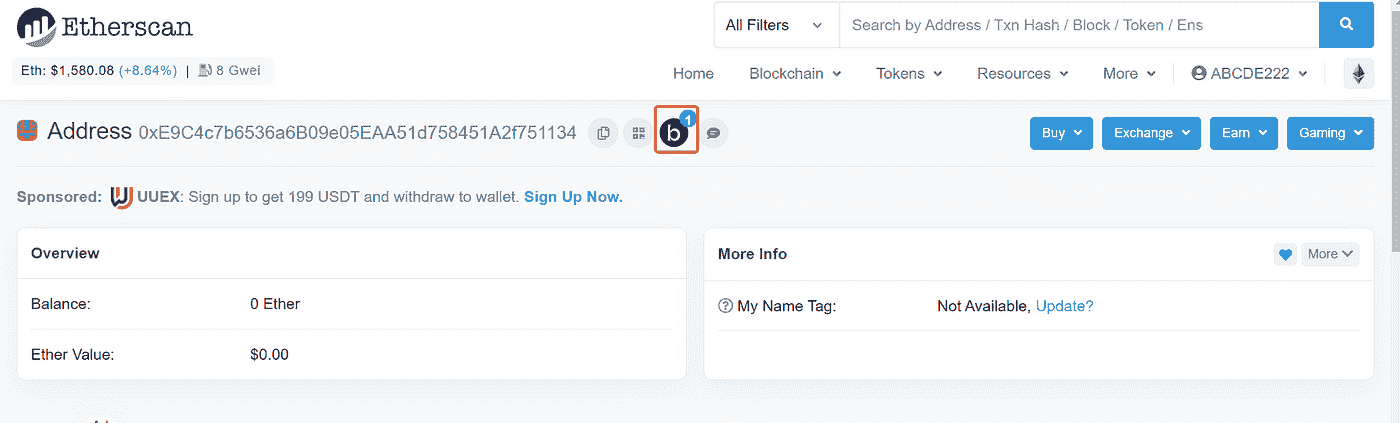 Etherscan
All Filters
Search by Address / Txn Hash / Block / Token / Ens
Eth: $1,580.08 (+8.64%) | 8 Gwei
Home Blockchain Tokens Resources More ABCDE222
Address 0xE9C4c7b6536a6B09e05EAA51d758451A2f751134 b 1
Buy Exchange Earn Gaming
Sponsored: UUEX: Sign up to get 199 USDT and withdraw to wallet. Sign Up Now.
Overview
Balance: 0 Ether
Ether Value: $0.00
More Info
More
My Name Tag: Not Available, Update?